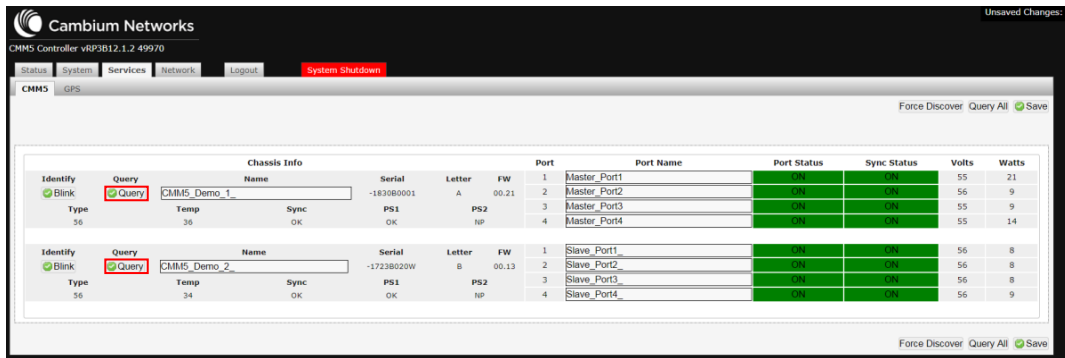 Unsaved Changes:
Cambium Networks
CMM5 Controller vRP3B12.1.2 49970
Status System Services Network Logout System Shutdown
CMM5 GPS
Force Discover Query All Save
Chassis Info Port Port Name Port Status Sync Status Volts Watts
Identify Query Name Serial Letter FW 1 Master_Port1 ON ON 55 21
Blink Query CMM5_Demo_1_ -1830B0001 A 00.21 2 Master_Port2 ON ON 56 9
Type Temp Sync PS1 PS2 3 Master_Port3 ON ON 55 9
56 36 OK OK NP 4 Master_Port4 ON ON 55 14
Identify Query Name Serial Letter FW 1 Slave_Port1_ ON ON 56 8
Blink Query CMM5_Demo_2_ -1723B020W B 00.13 2 Slave_Port2_ ON ON 56 8
Type Temp Sync PS1 PS2 3 Slave_Port3_ ON ON 56 8
56 34 OK OK NP 4 Slave_Port4_ ON ON 56 9
Force Discover Query All Save